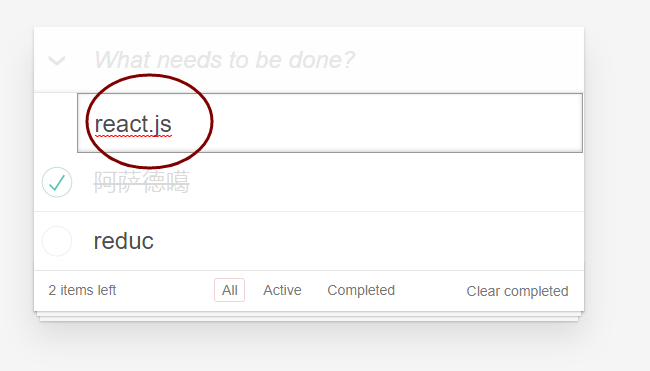 What needs to be done?
react.js
阿萨德噶
reduc
2 items left All Active Completed Clear completed